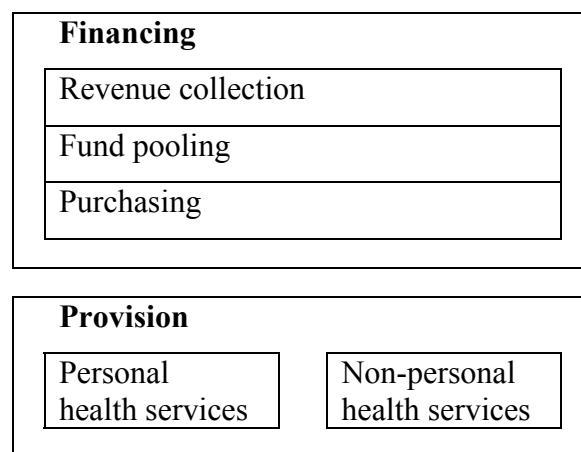 Financing
Revenue collection
Fund pooling
Purchasing
Provision
Personal
health services
Non-personal
health services